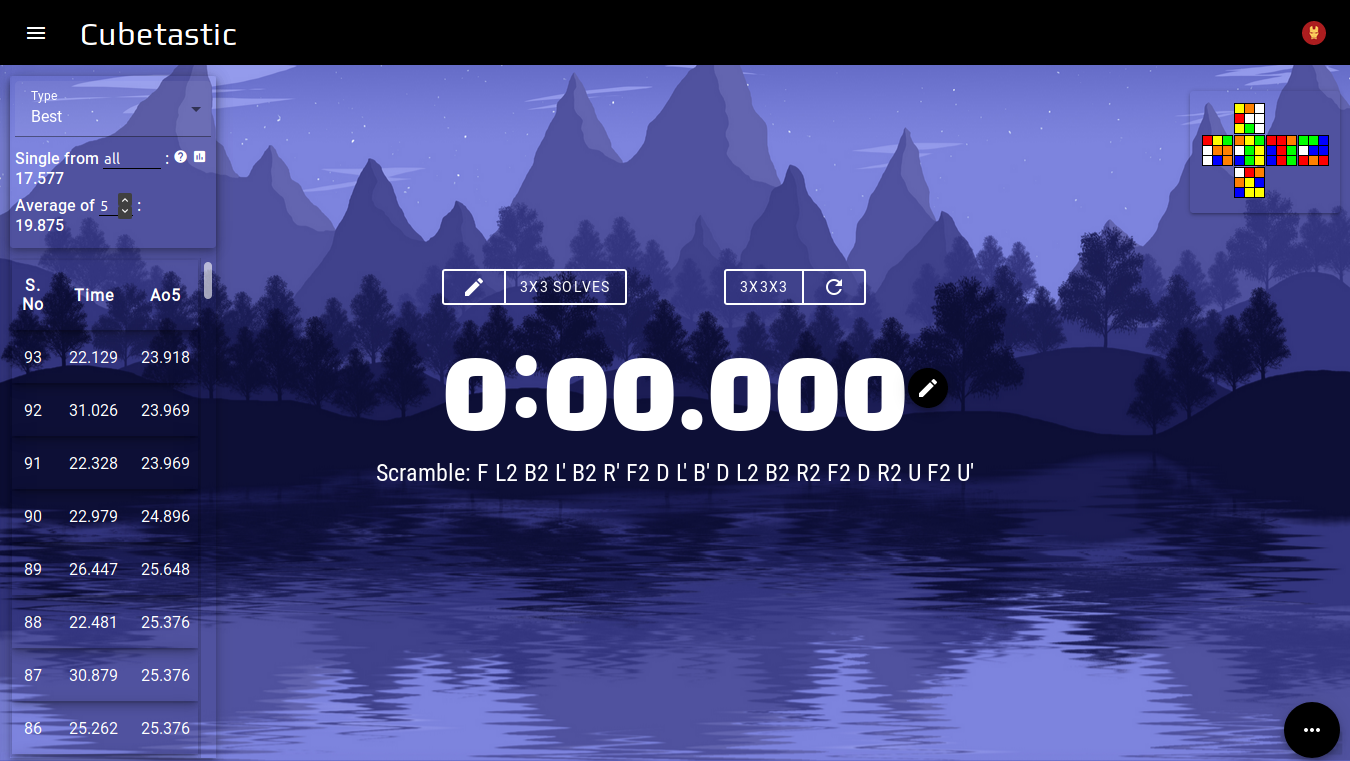 Cubetastic
Type
Best
Single from all :
17.577
Average of 5 :
19.875
S. No Time Ao5
93 22.129 23.918
92 31.026 23.969
91 22.328 23.969
90 22.979 24.896
89 26.447 25.648
88 22.481 25.376
87 30.879 25.376
86 25.262 25.376
3X3 SOLVES
3X3X3
0:00.000
Scramble: F L2 B2 L' B2 R' F2 D L' B' D L2 B2 R2 F2 D R2 U F2 U'